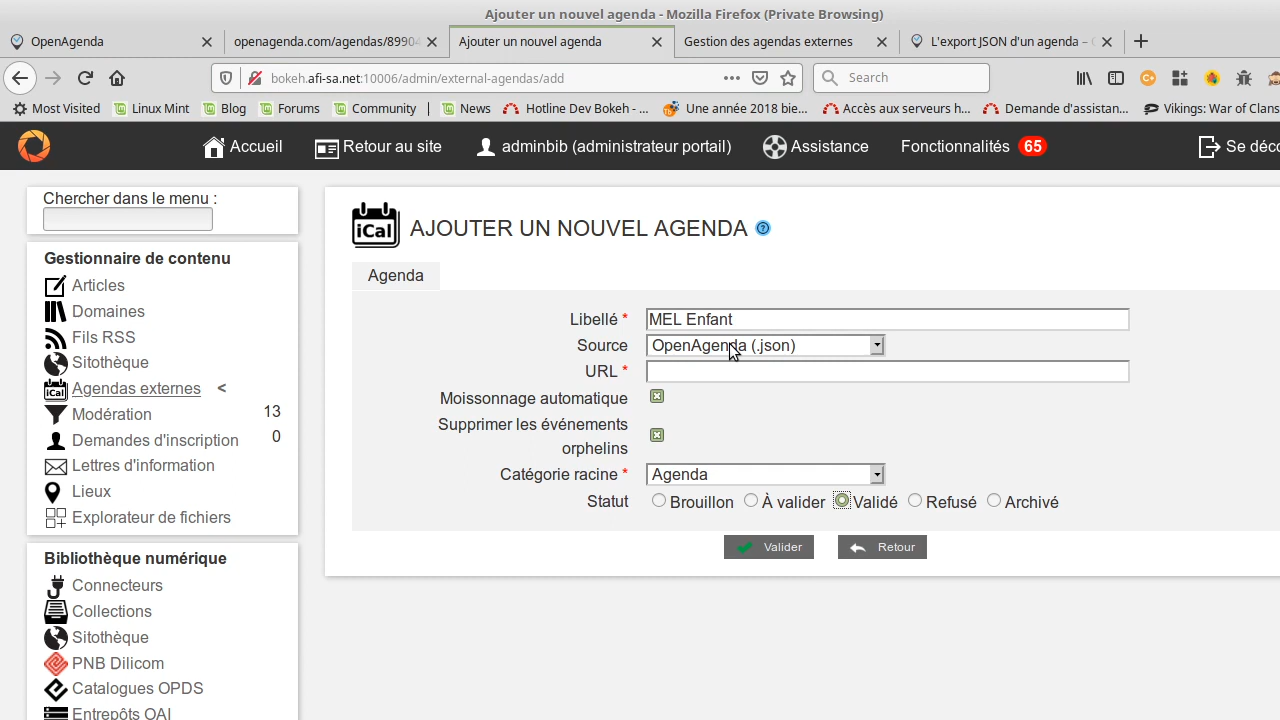 Ajouter un nouvel agenda - Mozilla Firefox (Private Browsing)
OpenAgenda
openagenda.com/agendas/8990
Ajouter un nouvel agenda
Gestion des agendas externes
L'export JSON d'un agenda –
bokeh.afi-sa.net:10006/admin/external-agendas/add
Search
Most Visited
Linux Mint
Blog
Forums
Community
News
Hotline Dev Bokeh - ...
Une année 2018 bie...
Accès aux serveurs h...
Demande d'assistan...
Vikings: War of Clans
Accueil
Retour au site
adminbib (administrateur portail)
Assistance
Fonctionnalités 65
Se déco
Chercher dans le menu :
Gestionnaire de contenu
Articles
Domaines
Fils RSS
Sitothèque
iCal Agendas externes <
Modération 13
Demandes d'inscription 0
Lettres d'information
Lieux
Explorateur de fichiers
Bibliothèque numérique
Connecteurs
Collections
Sitothèque
PNB Dilicom
Catalogues OPDS
Entrepôts OAI
iCal AJOUTER UN NOUVEL AGENDA ?
Agenda
Libellé * MEL Enfant
Source OpenAgenda (.json)
URL *
Moissonnage automatique
Supprimer les événements
orphelins
Catégorie racine * Agenda
Statut Brouillon À valider Validé Refusé Archivé
Valider Retour